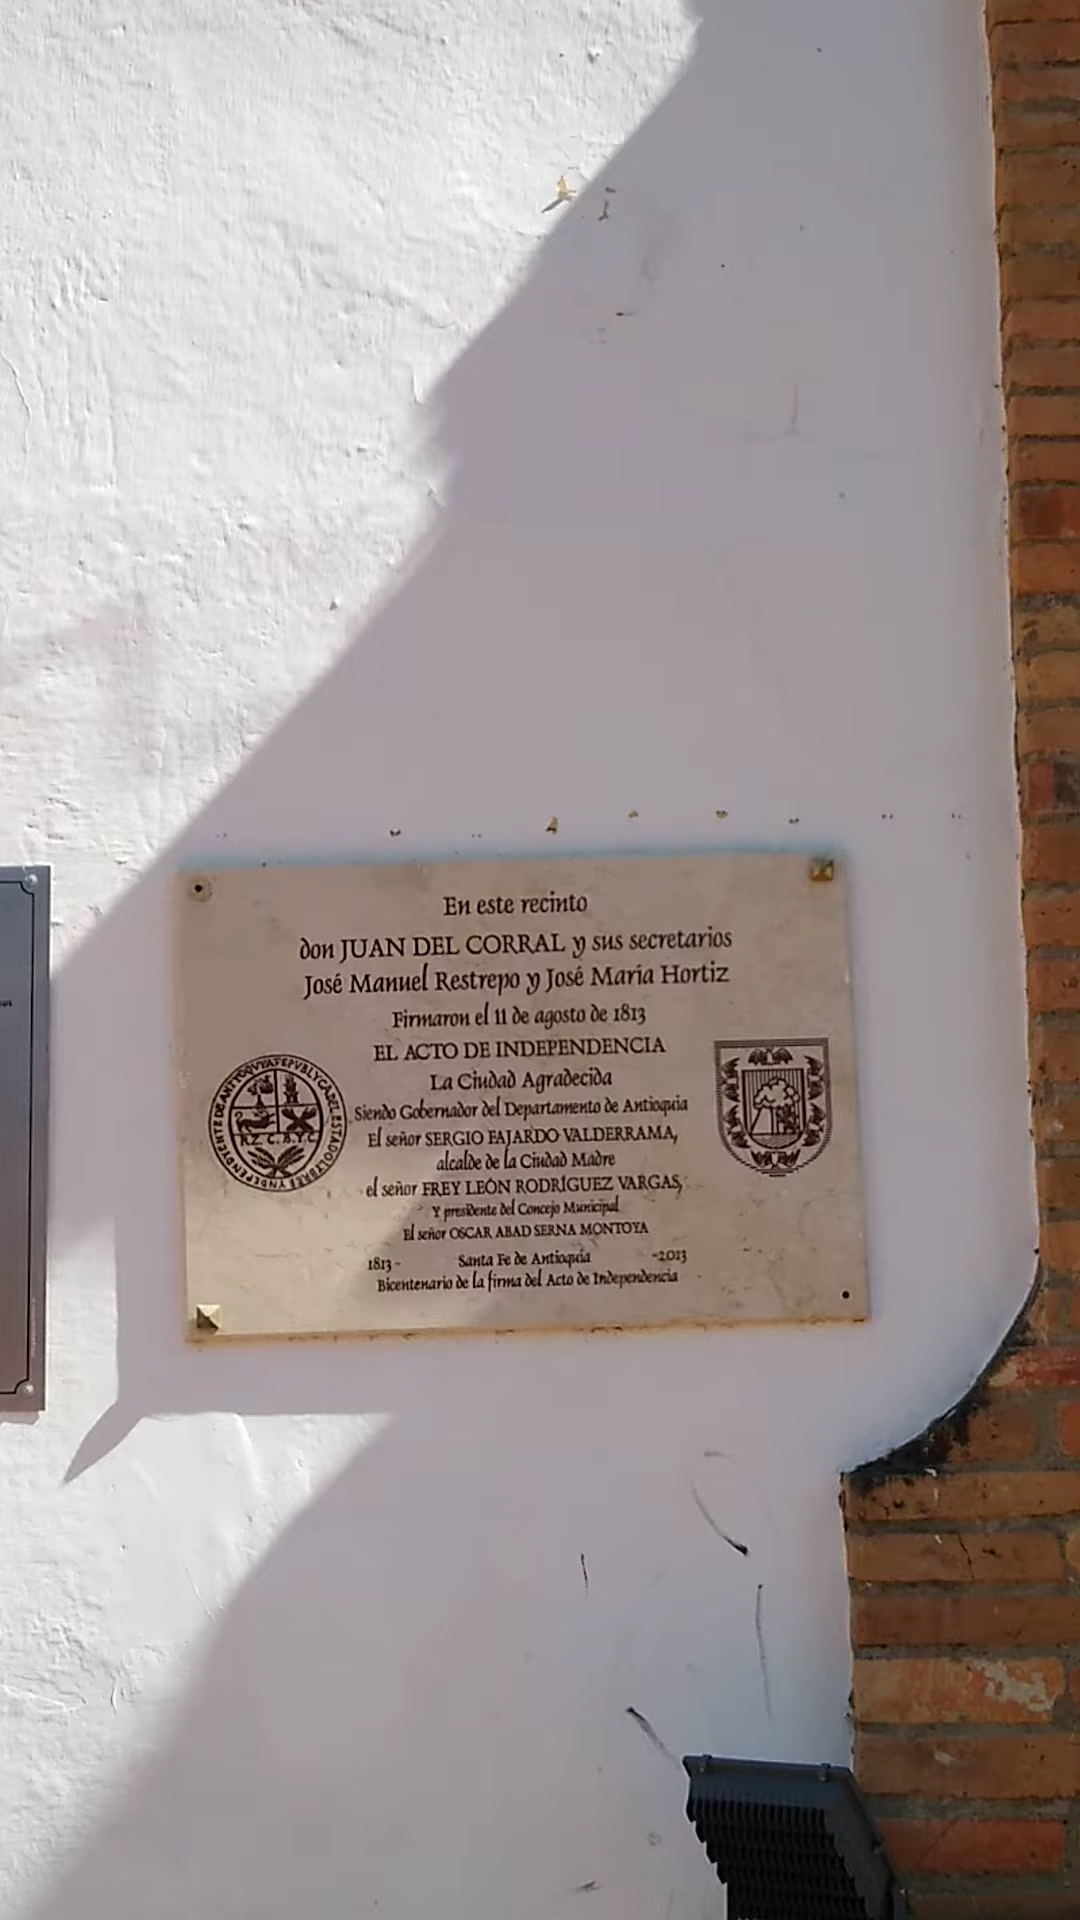 En este recinto
don JUAN DEL CORRAL y sus secretarios
José Manuel Restrepo y José María Hortiz
Firmaron el 11 de agosto de 1813
EL ACTO DE INDEPENDENCIA
La Ciudad Agradecida
Siendo Gobernador del Departamento de Antioquia
El señor SERGIO FAJARDO VALDERRAMA,
alcalde de la Ciudad Madre
el señor FREY LEÓN RODRÍGUEZ VARGAS,
Y presidente del Concejo Municipal
El señor OSCAR ABAD SERNA MONTOYA
1813 - Santa Fe de Antioquia -2013
Bicentenario de la firma del Acto de Independencia